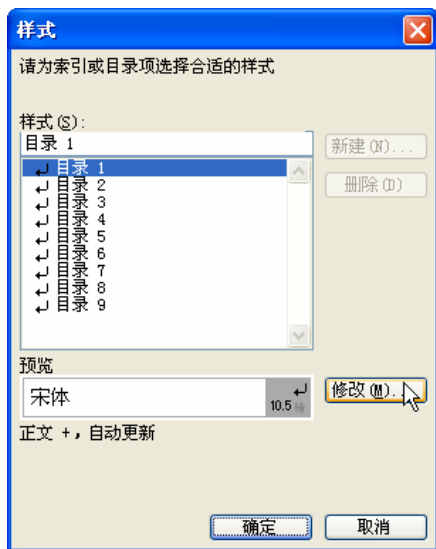 样式
请为索引或目录项选择合适的样式
样式(S):
目录 1
新建(N)...
目录 1
目录 2
目录 3
目录 4
目录 5
目录 6
目录 7
目录 8
目录 9
删除(D)
预览
宋体
10.5 磅
修改(M)...
正文 +, 自动更新
确定
取消